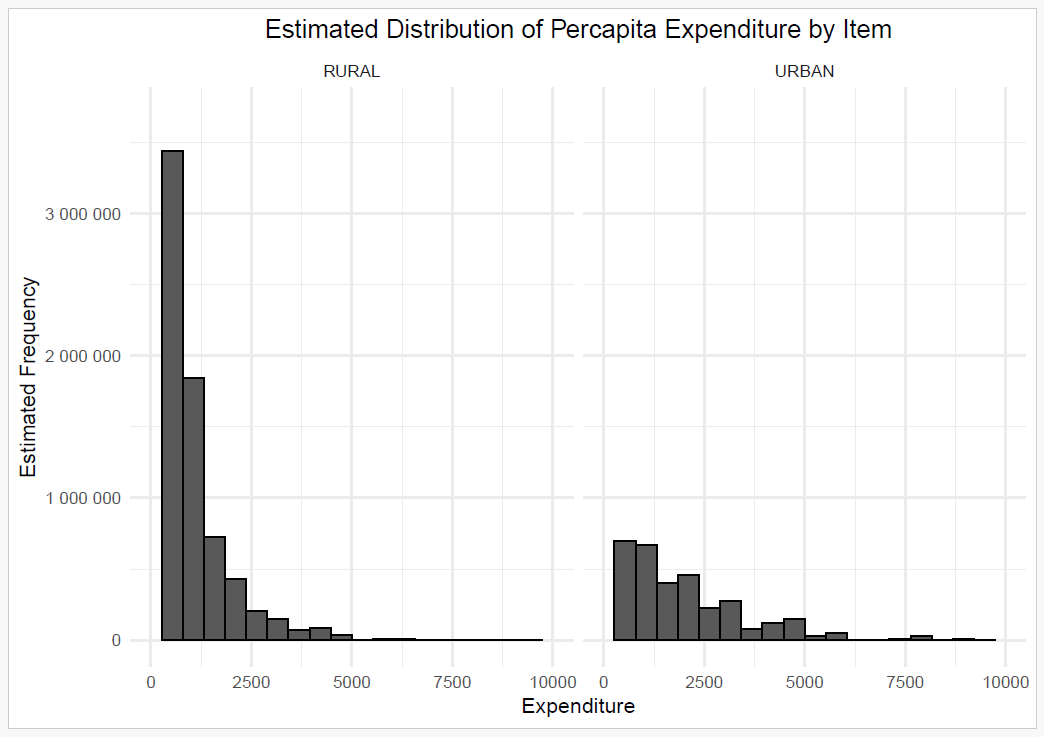 Estimated Distribution of Percapita Expenditure by Item
RURAL
URBAN
Estimated Frequency
3 000 000
2 000 000
1 000 000
0
0 2500 5000 7500 10000
0 2500 5000 7500 10000
Expenditure